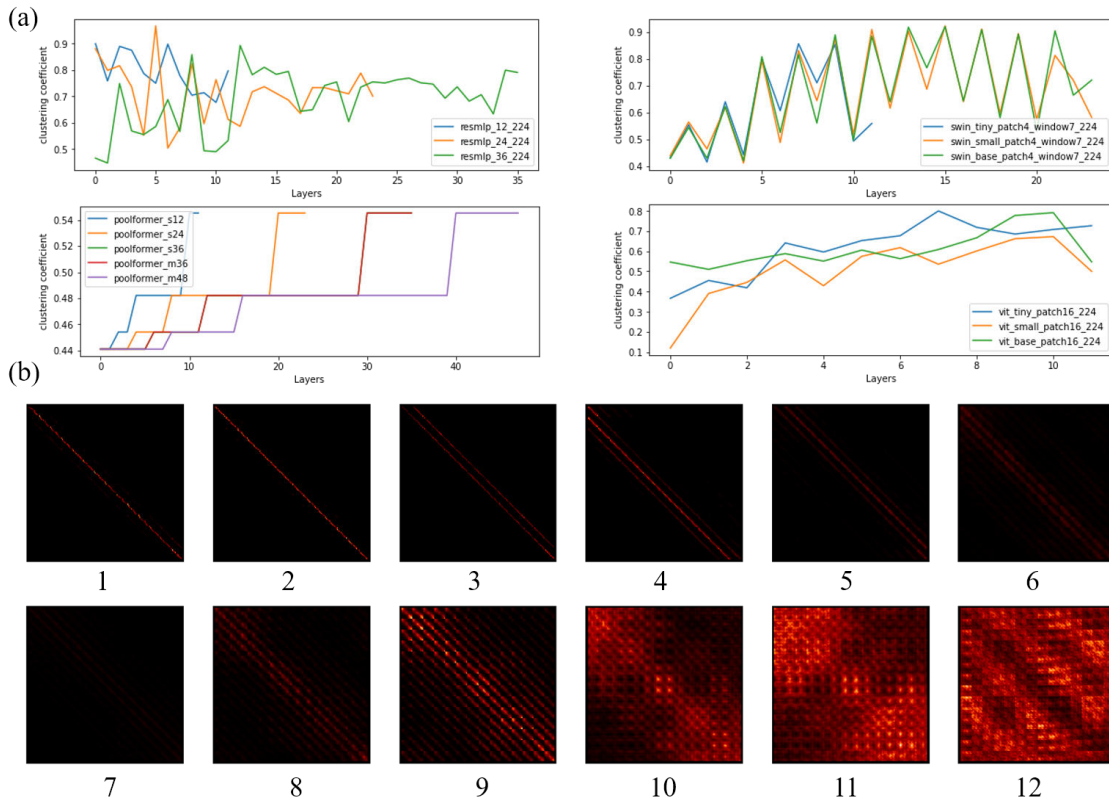 (a)
clustering coefficient
0.9
0.8
0.7
0.6
0.5
resmlp_12_224
resmlp_24_224
resmlp_36_224
0 5 10 15 20 25 30 35
Layers
clustering coefficient
0.9
0.8
0.7
0.6
0.5
0.4
swin_tiny_patch4_window7_224
swin_small_patch4_window7_224
swin_base_patch4_window7_224
0 5 10 15 20
Layers
clustering coefficient
0.54
0.52
0.50
0.48
0.46
0.44
poolformer_s12
poolformer_s24
poolformer_s36
poolformer_m36
poolformer_m48
0 10 20 30 40
Layers
clustering coefficient
0.8
0.7
0.6
0.5
0.4
0.3
0.2
0.1
vit_tiny_patch16_224
vit_small_patch16_224
vit_base_patch16_224
0 2 4 6 8 10
Layers
(b)
1 2 3 4 5 6
7 8 9 10 11 12